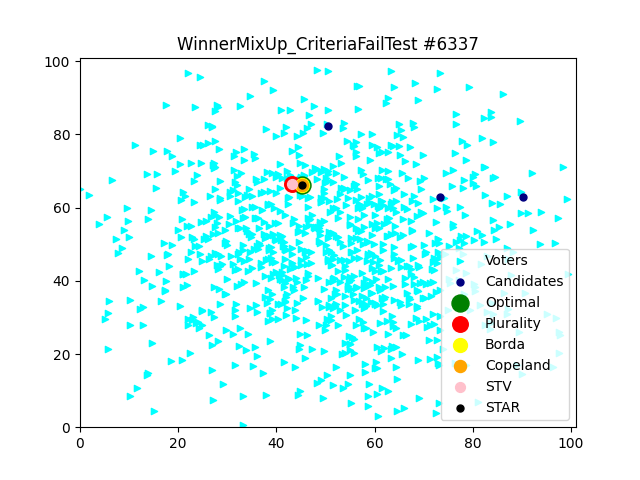 WinnerMixUp_CriteriaFailTest #6337
100
80
60
40
20
0
0
20
40
60
80
100
Voters
Candidates
Optimal
Plurality
Borda
Copeland
STV
STAR